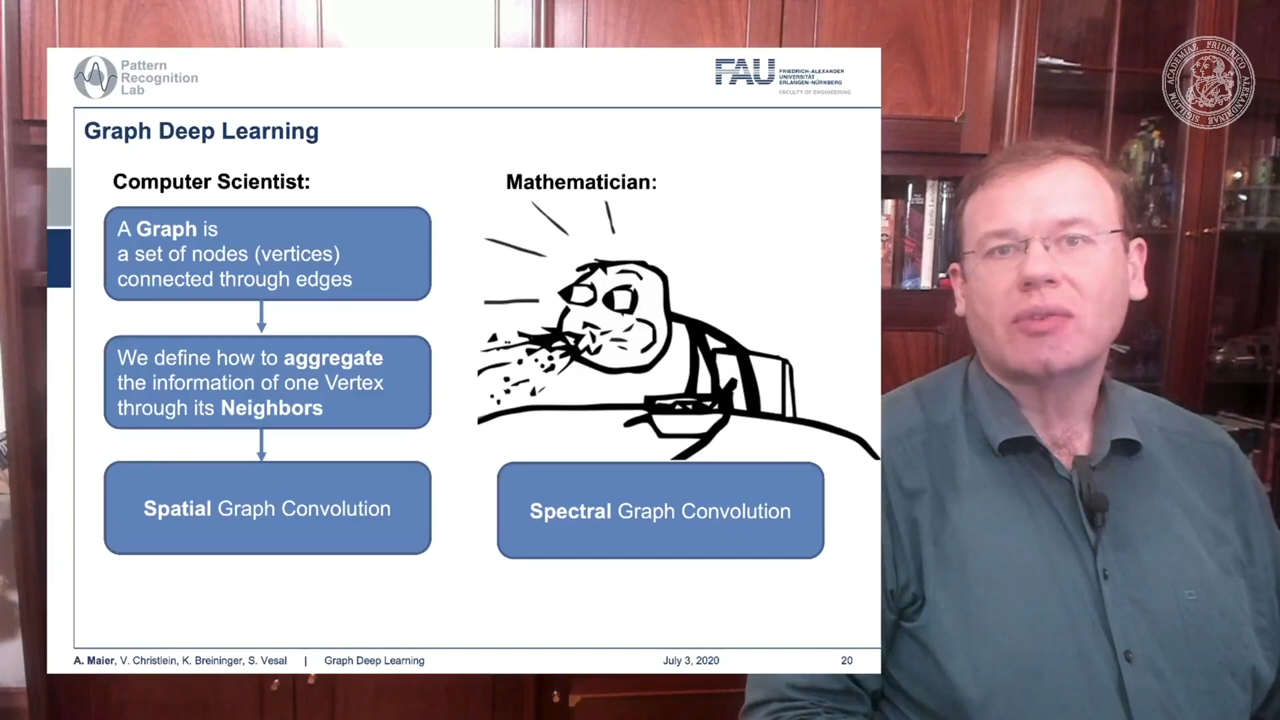 Pattern
Recognition
Lab
FAU
FRIEDRICH-ALEXANDER
UNIVERSITÄT
ERLANGEN-NÜRNBERG
FACULTY OF ENGINEERING
Graph Deep Learning
Computer Scientist:
A Graph is
a set of nodes (vertices)
connected through edges
We define how to aggregate
the information of one Vertex
through its Neighbors
Spatial Graph Convolution
Mathematician:
Spectral Graph Convolution
A. Maier, V. Christlein, K. Breininger, S. Vesal | Graph Deep Learning
July 3, 2020
20